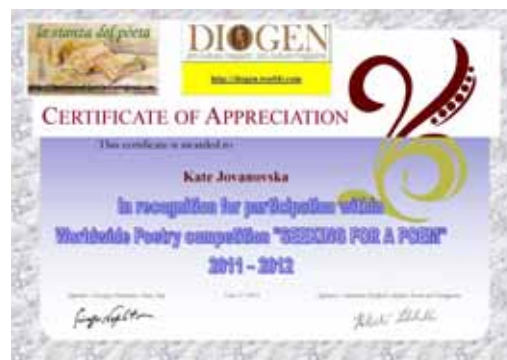 la stanza del poeta
DIOGEN
http://diogen.weebly.com
CERTIFICATE OF APPRECIATION
This certificate is awarded to
Kate Jovanovska
In recognition for participation within
Worldwide Poetry competition "SEEKING FOR A POEM"
2011 - 2012